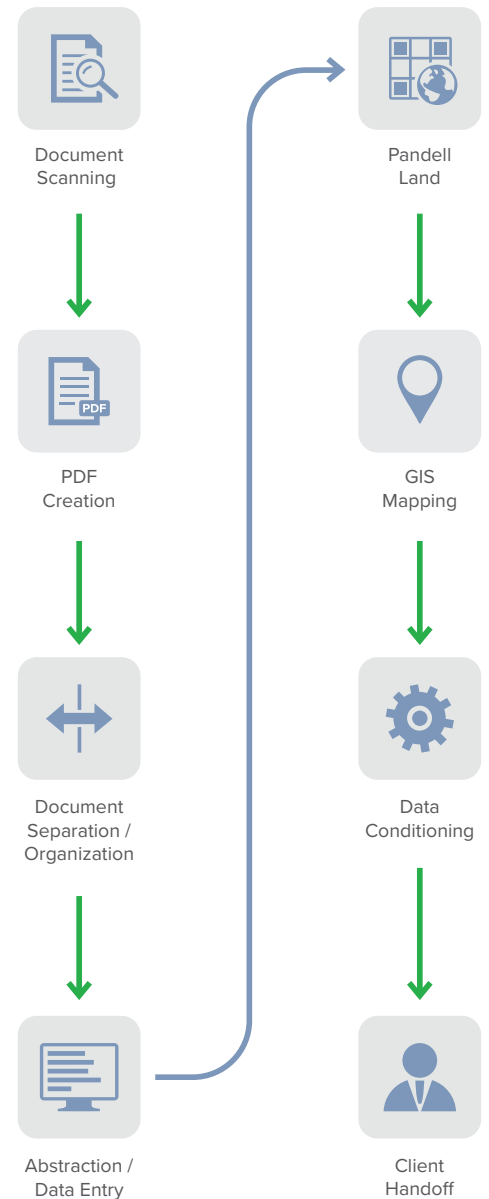 Document
Scanning
PDF
PDF
Creation
Document
Separation /
Organization
Abstraction /
Data Entry
Pandell
Land
GIS
Mapping
Data
Conditioning
Client
Handoff